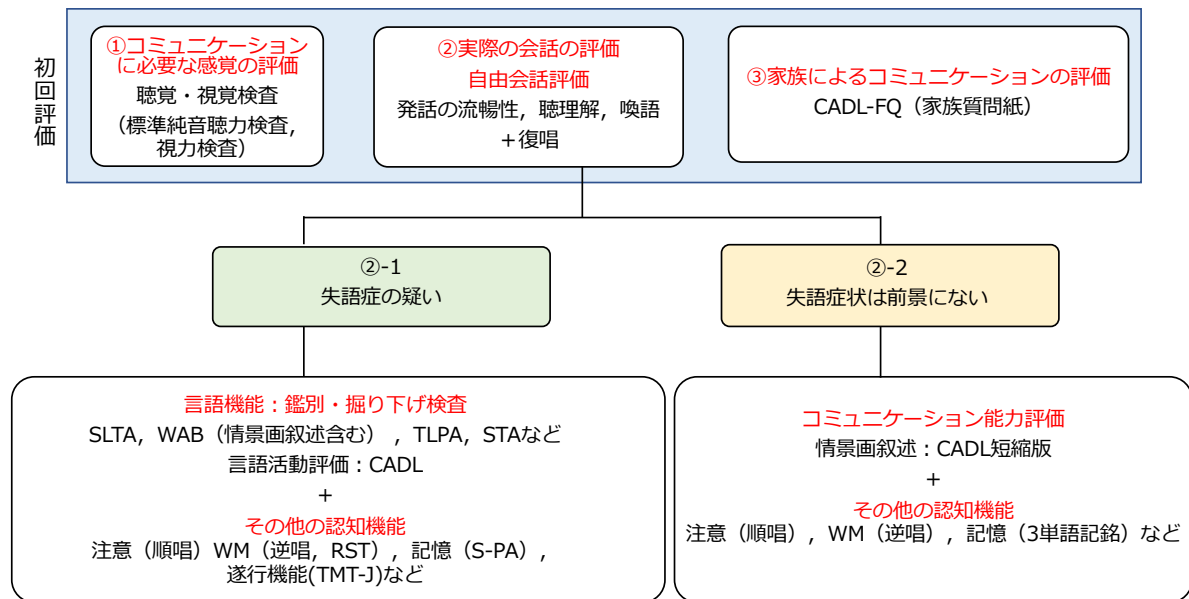 初回評価
①コミュニケーション
に必要な感覚の評価
聴覚・視覚検査
(標準純音聴力検査,
視力検査)
②実際の会話の評価
自由会話評価
発話の流暢性,聴理解,喚語
+復唱
③家族によるコミュニケーションの評価
CADL-FQ(家族質問紙)
②-1
失語症の疑い
②-2
失語症状は前景にない
言語機能:鑑別・掘り下げ検査
SLTA,WAB(情景画叙述含む),TLPA,STAなど
言語活動評価:CADL
+
その他の認知機能
注意(順唱)WM(逆唱,RST),記憶(S-PA),
遂行機能(TMT-J)など
コミュニケーション能力評価
情景画叙述:CADL短縮版
+
その他の認知機能
注意(順唱),WM(逆唱),記憶(3単語記銘)など